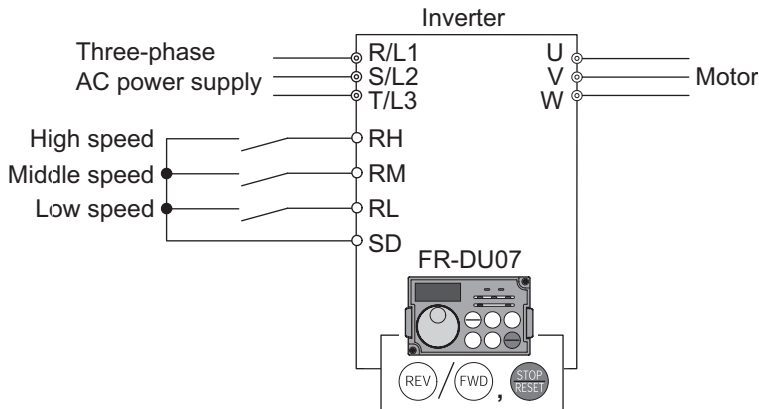 Inverter
Three-phase
AC power supply
R/L1
S/L2
T/L3
U
V
W
Motor
High speed
RH
Middle speed
RM
Low speed
RL
SD
FR-DU07
REV / FWD , STOP
RESET